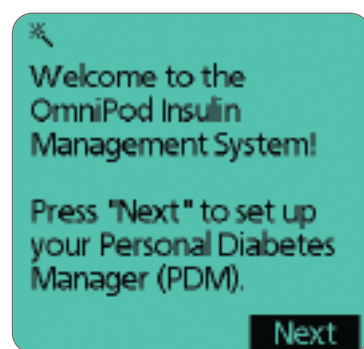 Welcome to the
OmniPod Insulin
Management System!
Press "Next" to set up
your Personal Diabetes
Manager (PDM).
Next